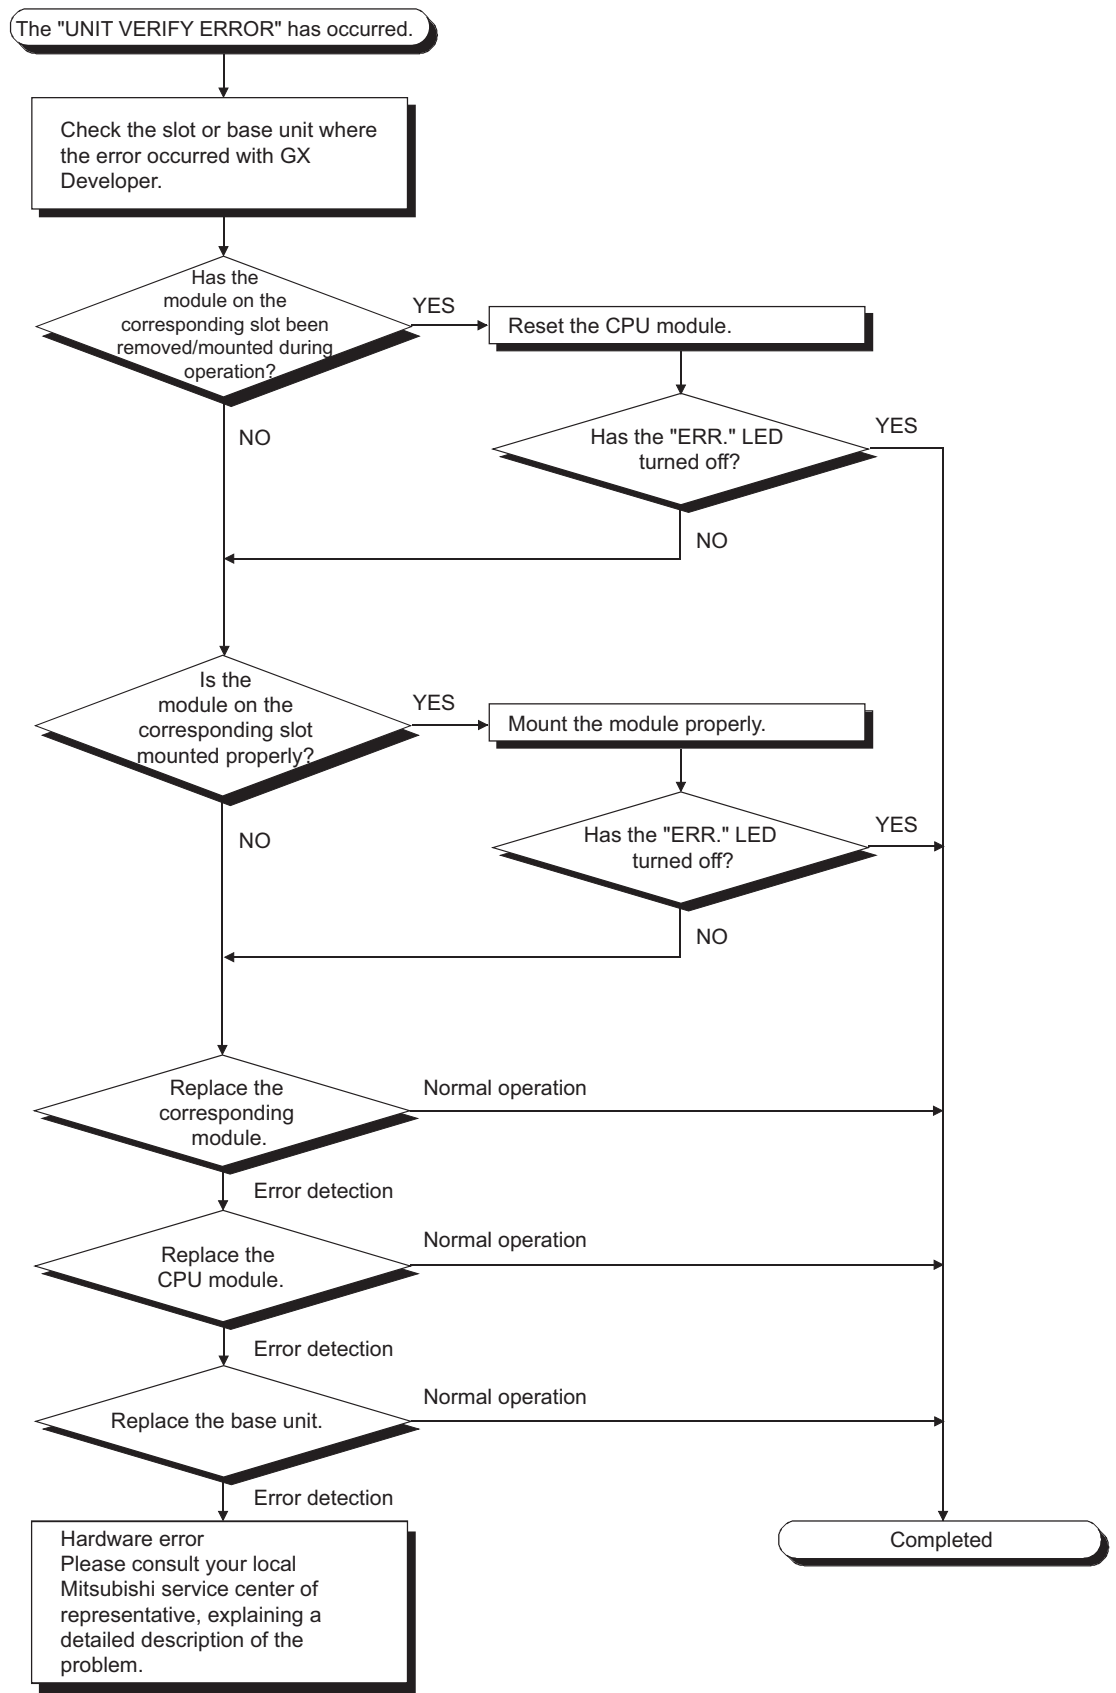 The "UNIT VERIFY ERROR" has occurred.
Check the slot or base unit where
the error occurred with GX
Developer.
Has the
module on the
corresponding slot been
removed/mounted during
operation?
YES
Reset the CPU module.
NO
Has the "ERR." LED
turned off?
YES
NO
Is the
module on the
corresponding slot
mounted properly?
YES
Mount the module properly.
NO
Has the "ERR." LED
turned off?
YES
NO
Replace the
corresponding
module.
Normal operation
Error detection
Replace the
CPU module.
Normal operation
Error detection
Replace the base unit.
Normal operation
Error detection
Hardware error
Please consult your local
Mitsubishi service center of
representative, explaining a
detailed description of the
problem.
Completed